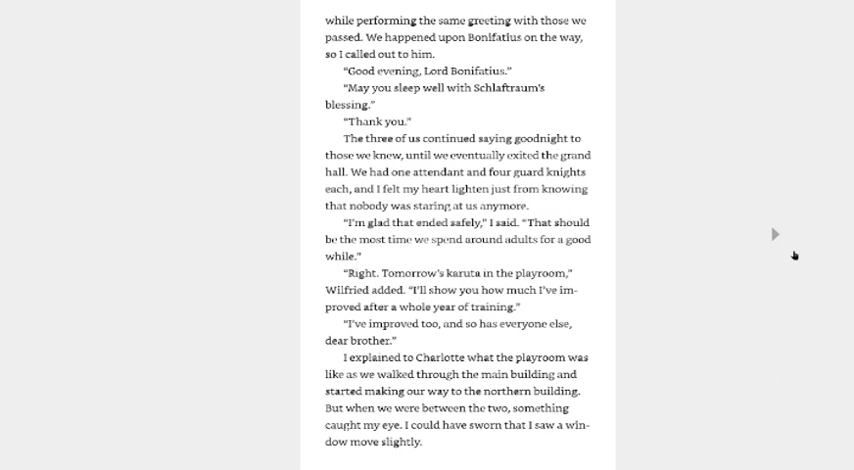 while performing the same greeting with those we
passed. We happened upon Bonifatius on the way,
so I called out to him.
“Good evening, Lord Bonifatius.”
“May you sleep well with Schlaftraum’s
blessing.”
“Thank you.”
The three of us continued saying goodnight to
those we knew, until we eventually exited the grand
hall. We had one attendant and four guard knights
each, and I felt my heart lighten just from knowing
that nobody was staring at us anymore.
“I’m glad that ended safely,” I said. “That should
be the most time we spend around adults for a good
while.”
“Right. Tomorrow’s karuta in the playroom,”
Wilfried added. “I’ll show you how much I’ve im-
proved after a whole year of training.”
“I’ve improved too, and so has everyone else,
dear brother.”
I explained to Charlotte what the playroom was
like as we walked through the main building and
started making our way to the northern building.
But when we were between the two, something
caught my eye. I could have sworn that I saw a win-
dow move slightly.